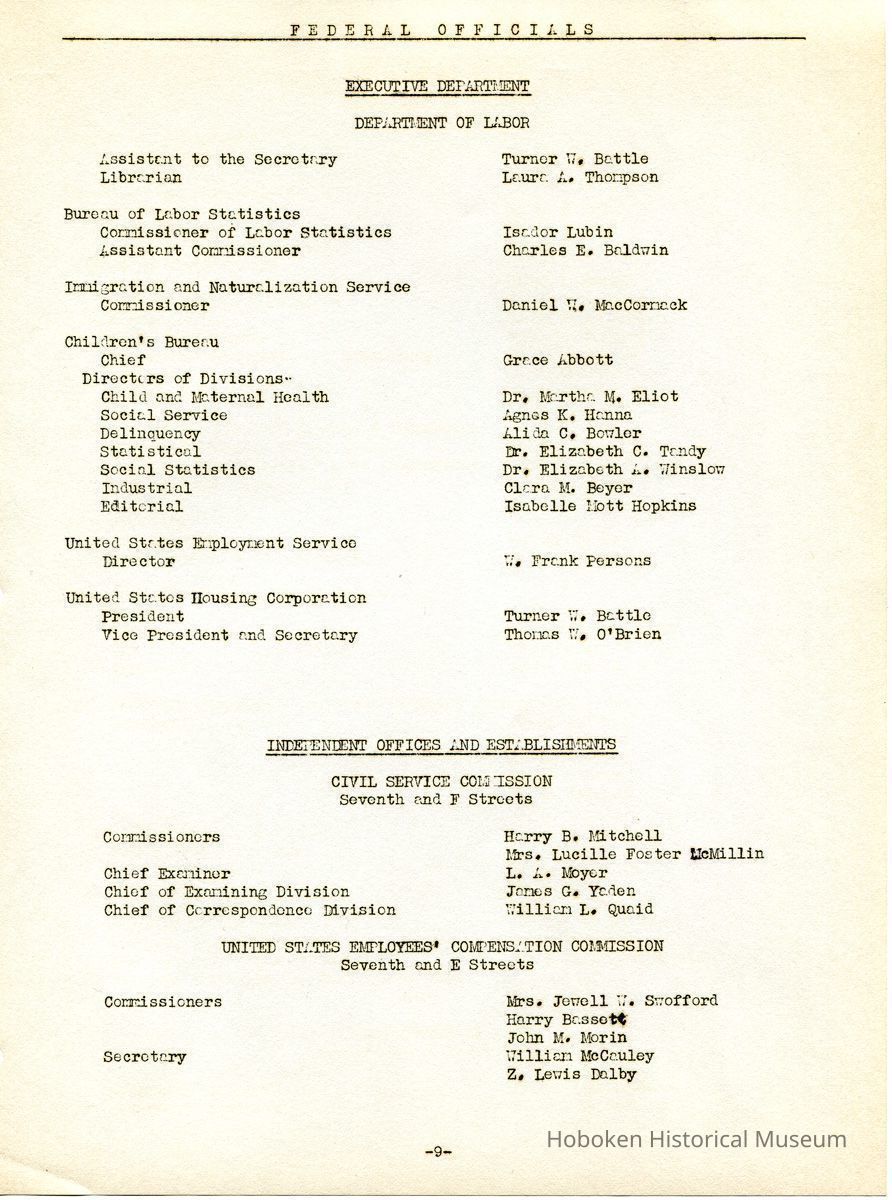 FEDERAL OFFICIALS
EXECUTIVE DEPARTMENT
DEPARTMENT OF LABOR
Assistant to the Secretary Turner W. Battle
Librarian Laura A. Thompson
Bureau of Labor Statistics
Commissioner of Labor Statistics Isador Lubin
Assistant Commissioner Charles E. Baldwin
Immigration and Naturalization Service
Commissioner Daniel W. MacCormack
Children's Bureau
Chief Grace Abbott
Directors of Divisions--
Child and Maternal Health Dr. Martha M. Eliot
Social Service Agnes K. Hanna
Delinquency Alida C. Bowler
Statistical Dr. Elizabeth C. Tandy
Social Statistics Dr. Elizabeth A. Winslow
Industrial Clara M. Beyer
Editorial Isabelle Mott Hopkins
United States Employment Service
Director W. Frank Persons
United States Housing Corporation
President Turner W. Battle
Vice President and Secretary Thomas W. O'Brien
INDEPENDENT OFFICES AND ESTABLISHMENTS
CIVIL SERVICE COMMISSION
Seventh and F Streets
Commissioners Harry B. Mitchell
Mrs. Lucille Foster McMillin
Chief Examiner L. A. Moyer
Chief of Examining Division James G. Yaden
Chief of Correspondence Division William L. Quaid
UNITED STATES EMPLOYEES' COMPENSATION COMMISSION
Seventh and E Streets
Commissioners Mrs. Jewell W. Swofford
Harry Bassett
John M. Morin
Secretary William McCauley
Z. Lewis Dalby
-9-
Hoboken Historical Museum